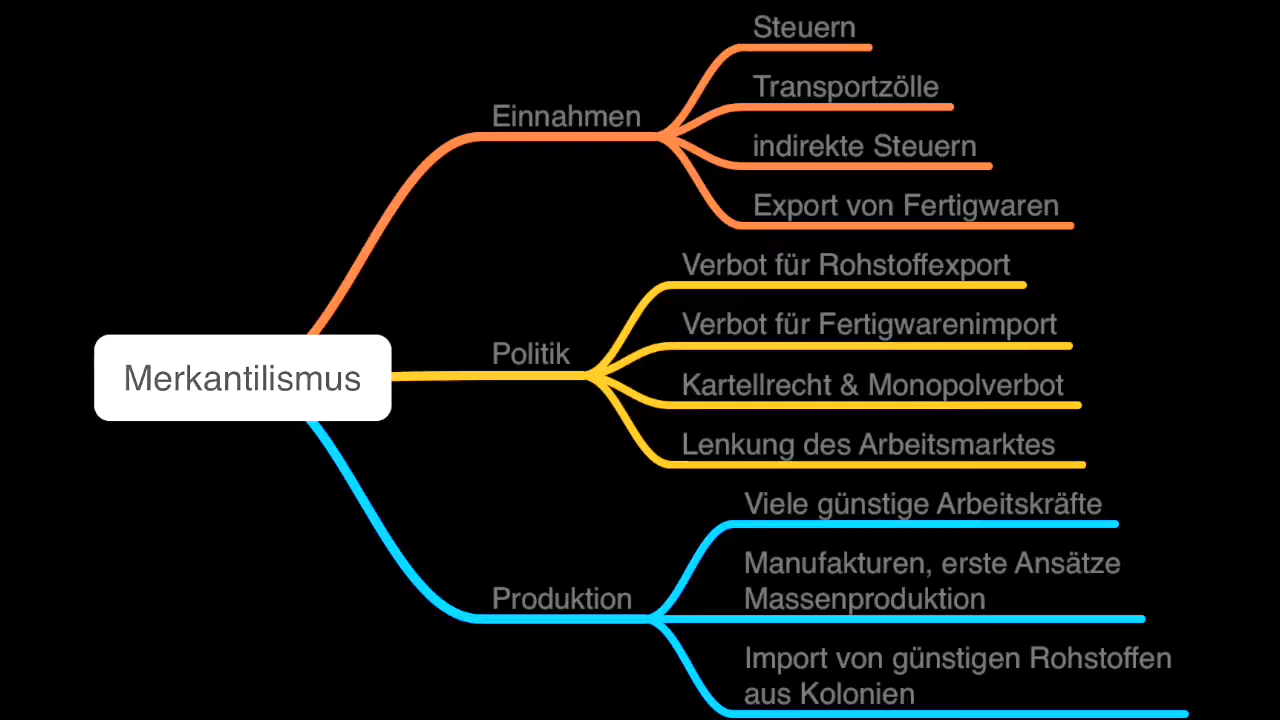 Merkantilismus
Einnahmen
Steuern
Transportzölle
indirekte Steuern
Export von Fertigwaren
Politik
Verbot für Rohstoffexport
Verbot für Fertigwarenimport
Kartellrecht & Monopolverbot
Lenkung des Arbeitsmarktes
Produktion
Viele günstige Arbeitskräfte
Manufakturen, erste Ansätze
Massenproduktion
Import von günstigen Rohstoffen
aus Kolonien